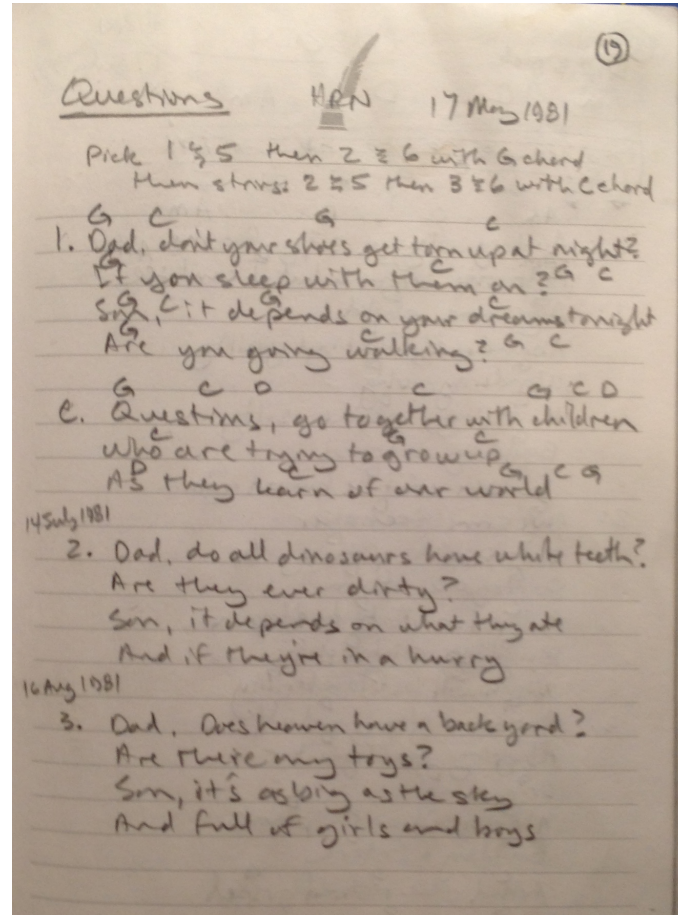 19
Questions HRN 17 May 1981
Pick 1 & 5 then 2 & 6 with G chord
then strings 2 & 5 then 3 & 6 with C chord
G C G C
1. Dad, don't your shoes get torn up at night?
G C G C
If you sleep with them on?
G C G C
Son, it depends on your dreams tonight
G C G C
Are you going walking?
G C D C G C D
C. Questions, go together with children
C G C
who are trying to grow up
D C G C G
As they learn of our world
14 July 1981
2. Dad, do all dinosaurs have white teeth?
Are they ever dirty?
Son, it depends on what they ate
And if they're in a hurry
16 Aug 1981
3. Dad, Does heaven have a back yard?
Are there any toys?
Son, it's as big as the sky
And full of girls and boys